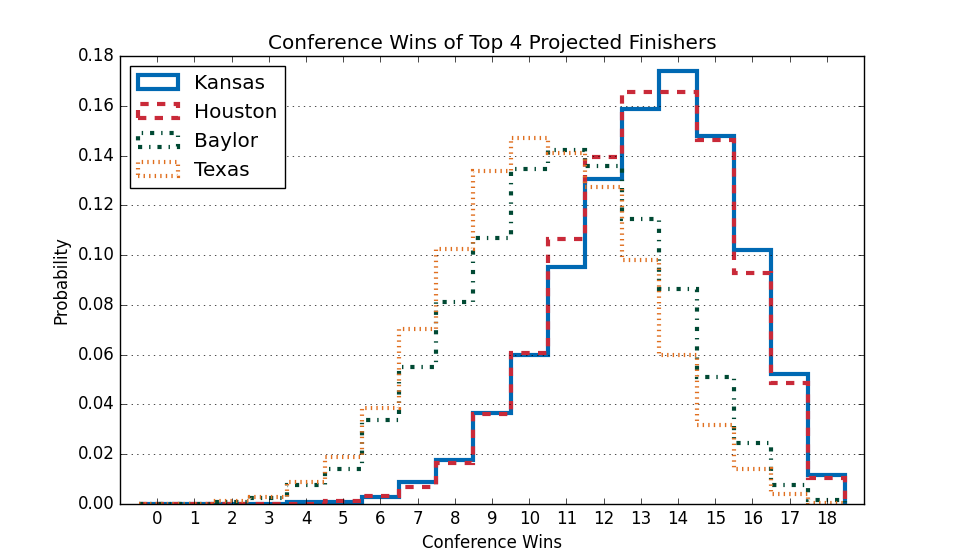 Conference Wins of Top 4 Projected Finishers
Kansas
Houston
Baylor
Texas
Probability
0.18
0.16
0.14
0.12
0.10
0.08
0.06
0.04
0.02
0.00
0 1 2 3 4 5 6 7 8 9 10 11 12 13 14 15 16 17 18
Conference Wins